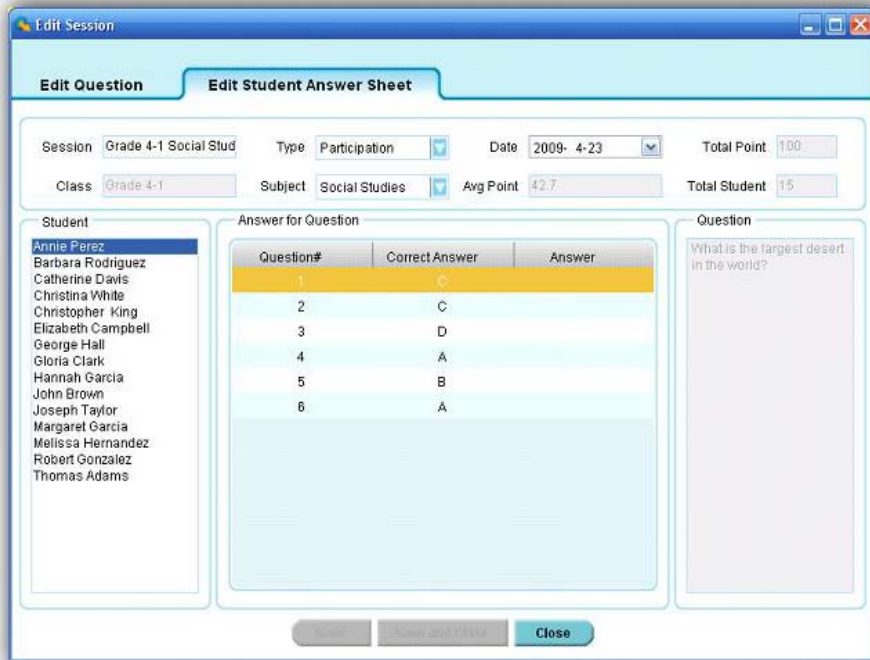 Edit Session
Edit Question Edit Student Answer Sheet
Session Grade 4-1 Social Stud Type Participation Date 2009- 4-23 Total Point 100
Class Grade 4-1 Subject Social Studies Avg Point 42.7 Total Student 15
Student
Annie Perez
Barbara Rodriguez
Catherine Davis
Christina White
Christopher King
Elizabeth Campbell
George Hall
Gloria Clark
Hannah Garcia
John Brown
Joseph Taylor
Margaret Garcia
Melissa Hernandez
Robert Gonzalez
Thomas Adams
Answer for Question
Question# Correct Answer Answer
1 C
2 C
3 D
4 A
5 B
6 A
Question
What is the largest desert
in the world?
Save Save and Close Close